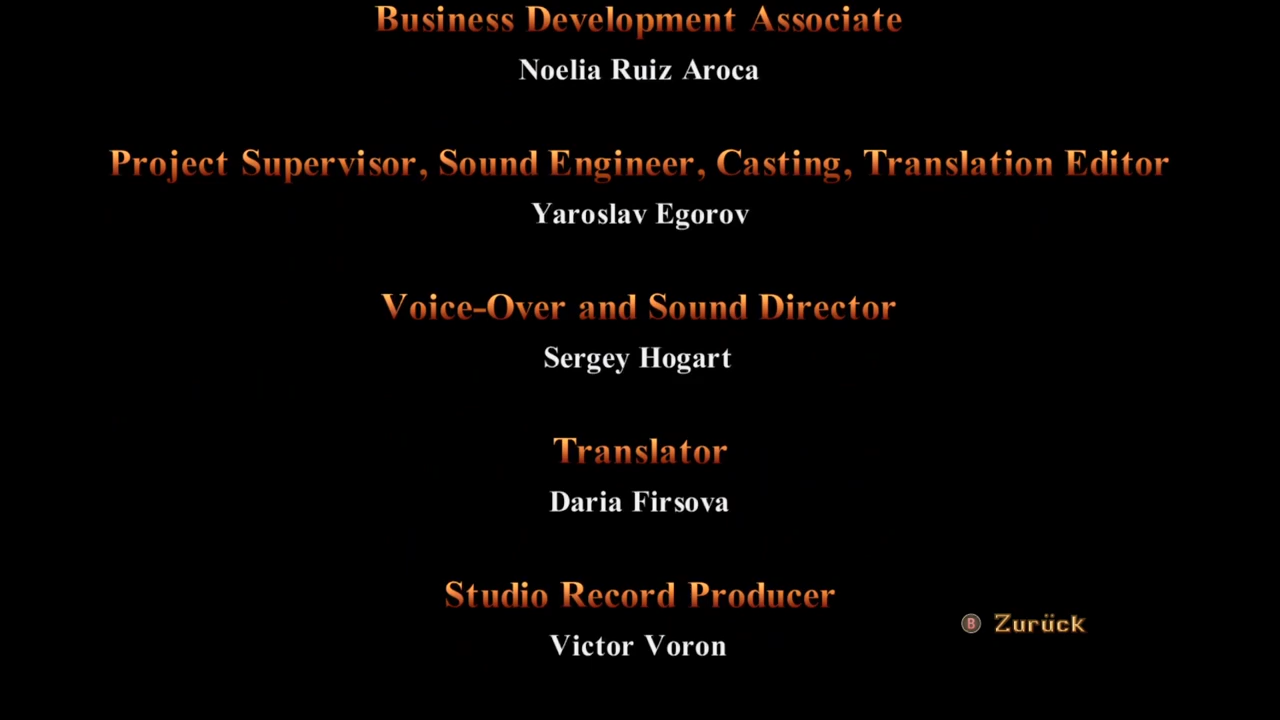 Business Development Associate
Noelia Ruiz Aroca
Project Supervisor, Sound Engineer, Casting, Translation Editor
Yaroslav Egorov
Voice-Over and Sound Director
Sergey Hogart
Translator
Daria Firsova
Studio Record Producer
B Zurück
Victor Voron